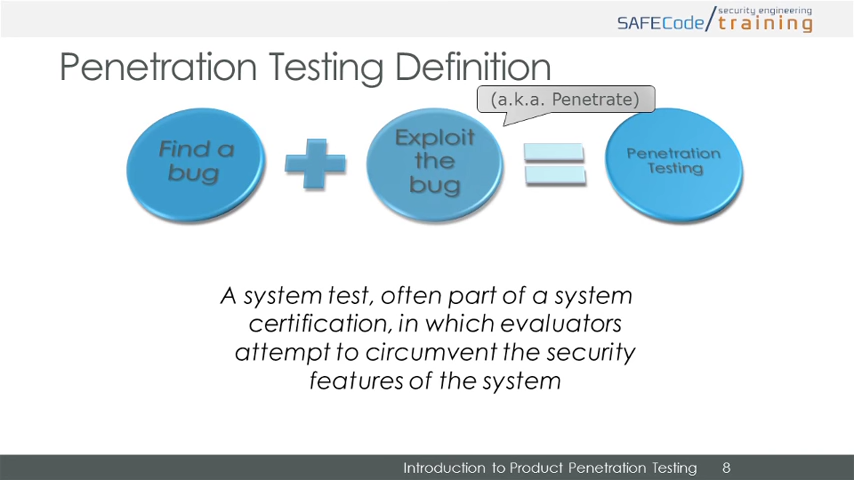 security engineering
SAFECode/training
Penetration Testing Definition
(a.k.a. Penetrate)
Find a
bug
Exploit
the
bug
Penetration
Testing
A system test, often part of a system
certification, in which evaluators
attempt to circumvent the security
features of the system
Introduction to Product Penetration Testing 8